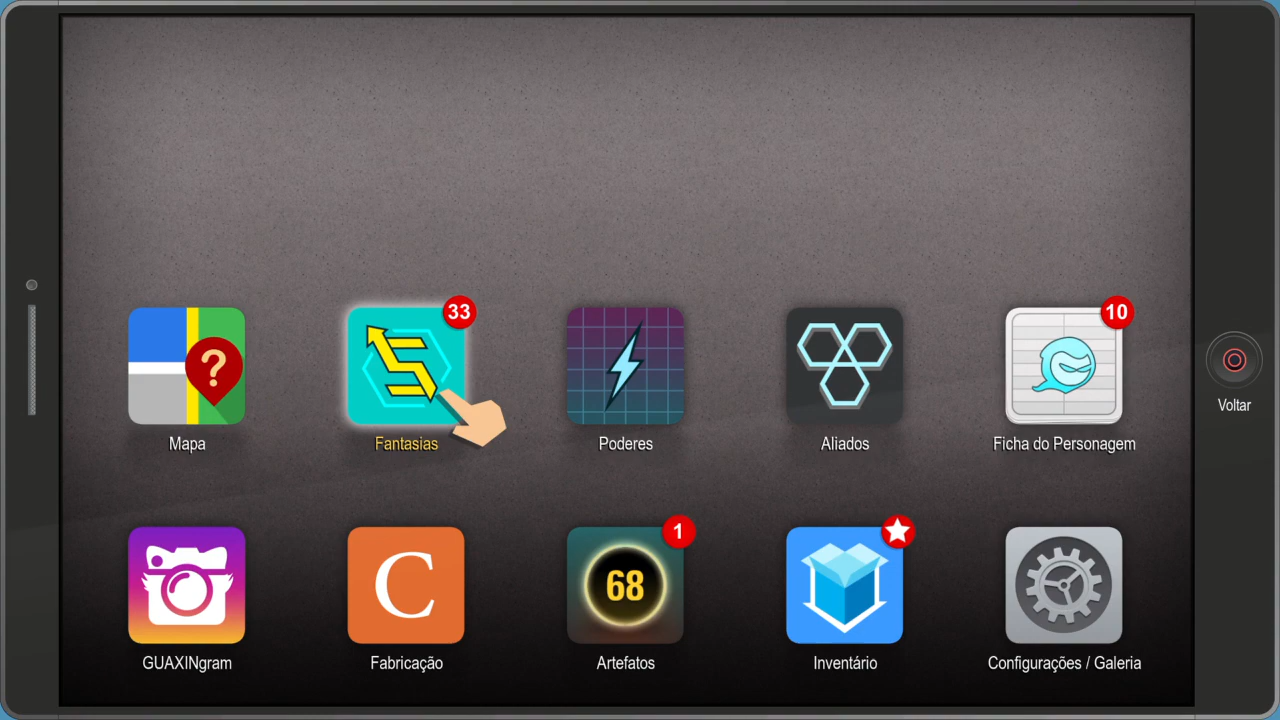 33
10
?
Mapa
Fantasias
Poderes
Aliados
Ficha do Personagem
Voltar
1
C
68
GUAXINgram
Fabricação
Artefatos
Inventário
Configurações / Galeria